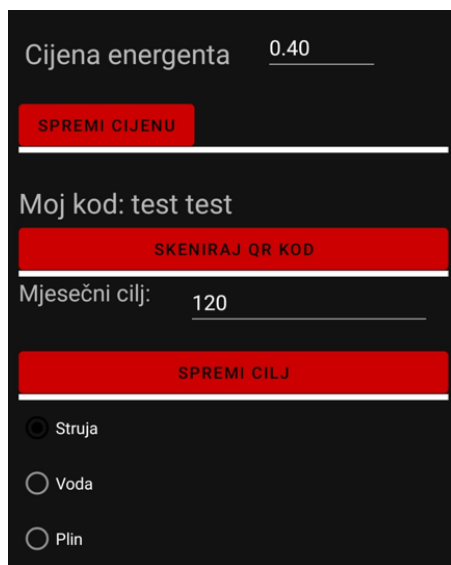 Cijena energenta 0.40
SPREMI CIJENU
Moj kod: test test
SKENIRAJ QR KOD
Mjesečni cilj: 120
SPREMI CILJ
Struja
Voda
Plin